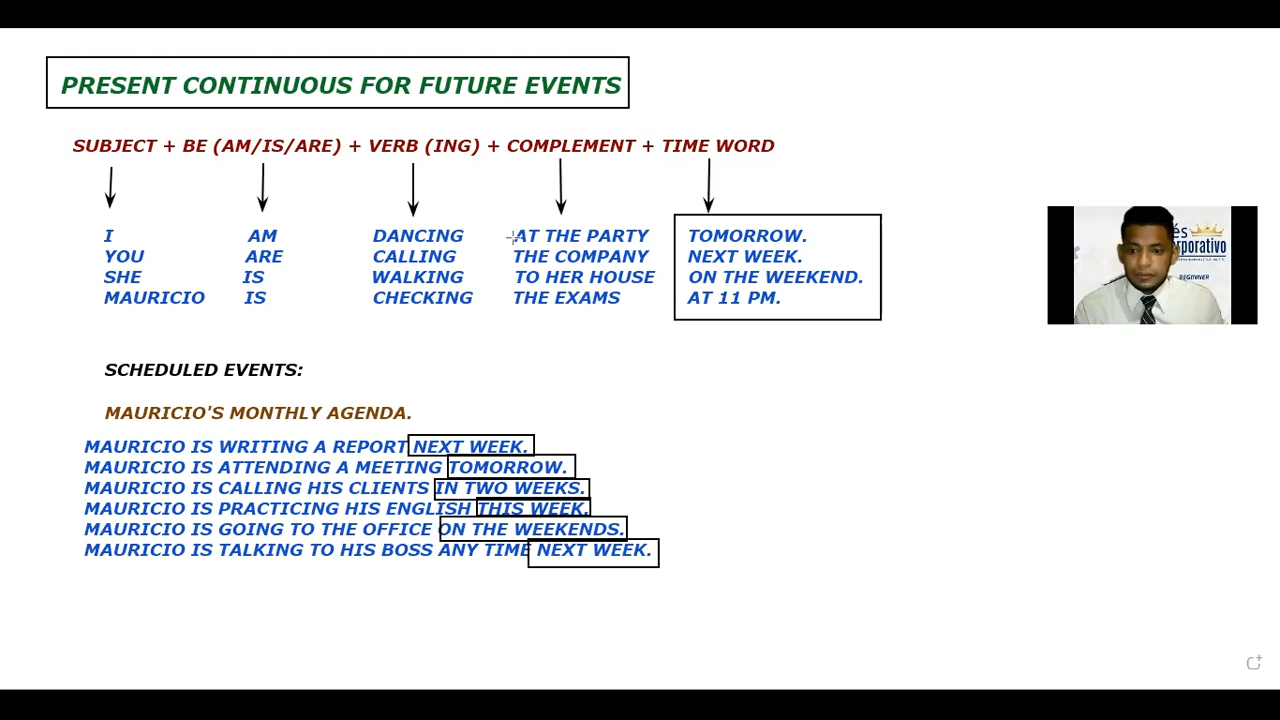 PRESENT CONTINUOUS FOR FUTURE EVENTS
SUBJECT + BE (AM/IS/ARE) + VERB (ING) + COMPLEMENT + TIME WORD
I AM DANCING AT THE PARTY TOMORROW.
YOU ARE CALLING THE COMPANY NEXT WEEK.
SHE IS WALKING TO HER HOUSE ON THE WEEKEND.
MAURICIO IS CHECKING THE EXAMS AT 11 PM.
és
rporativo
BEGINNER
SCHEDULED EVENTS:
MAURICIO'S MONTHLY AGENDA.
MAURICIO IS WRITING A REPORT NEXT WEEK.
MAURICIO IS ATTENDING A MEETING TOMORROW.
MAURICIO IS CALLING HIS CLIENTS IN TWO WEEKS.
MAURICIO IS PRACTICING HIS ENGLISH THIS WEEK.
MAURICIO IS GOING TO THE OFFICE ON THE WEEKENDS.
MAURICIO IS TALKING TO HIS BOSS ANY TIME NEXT WEEK.